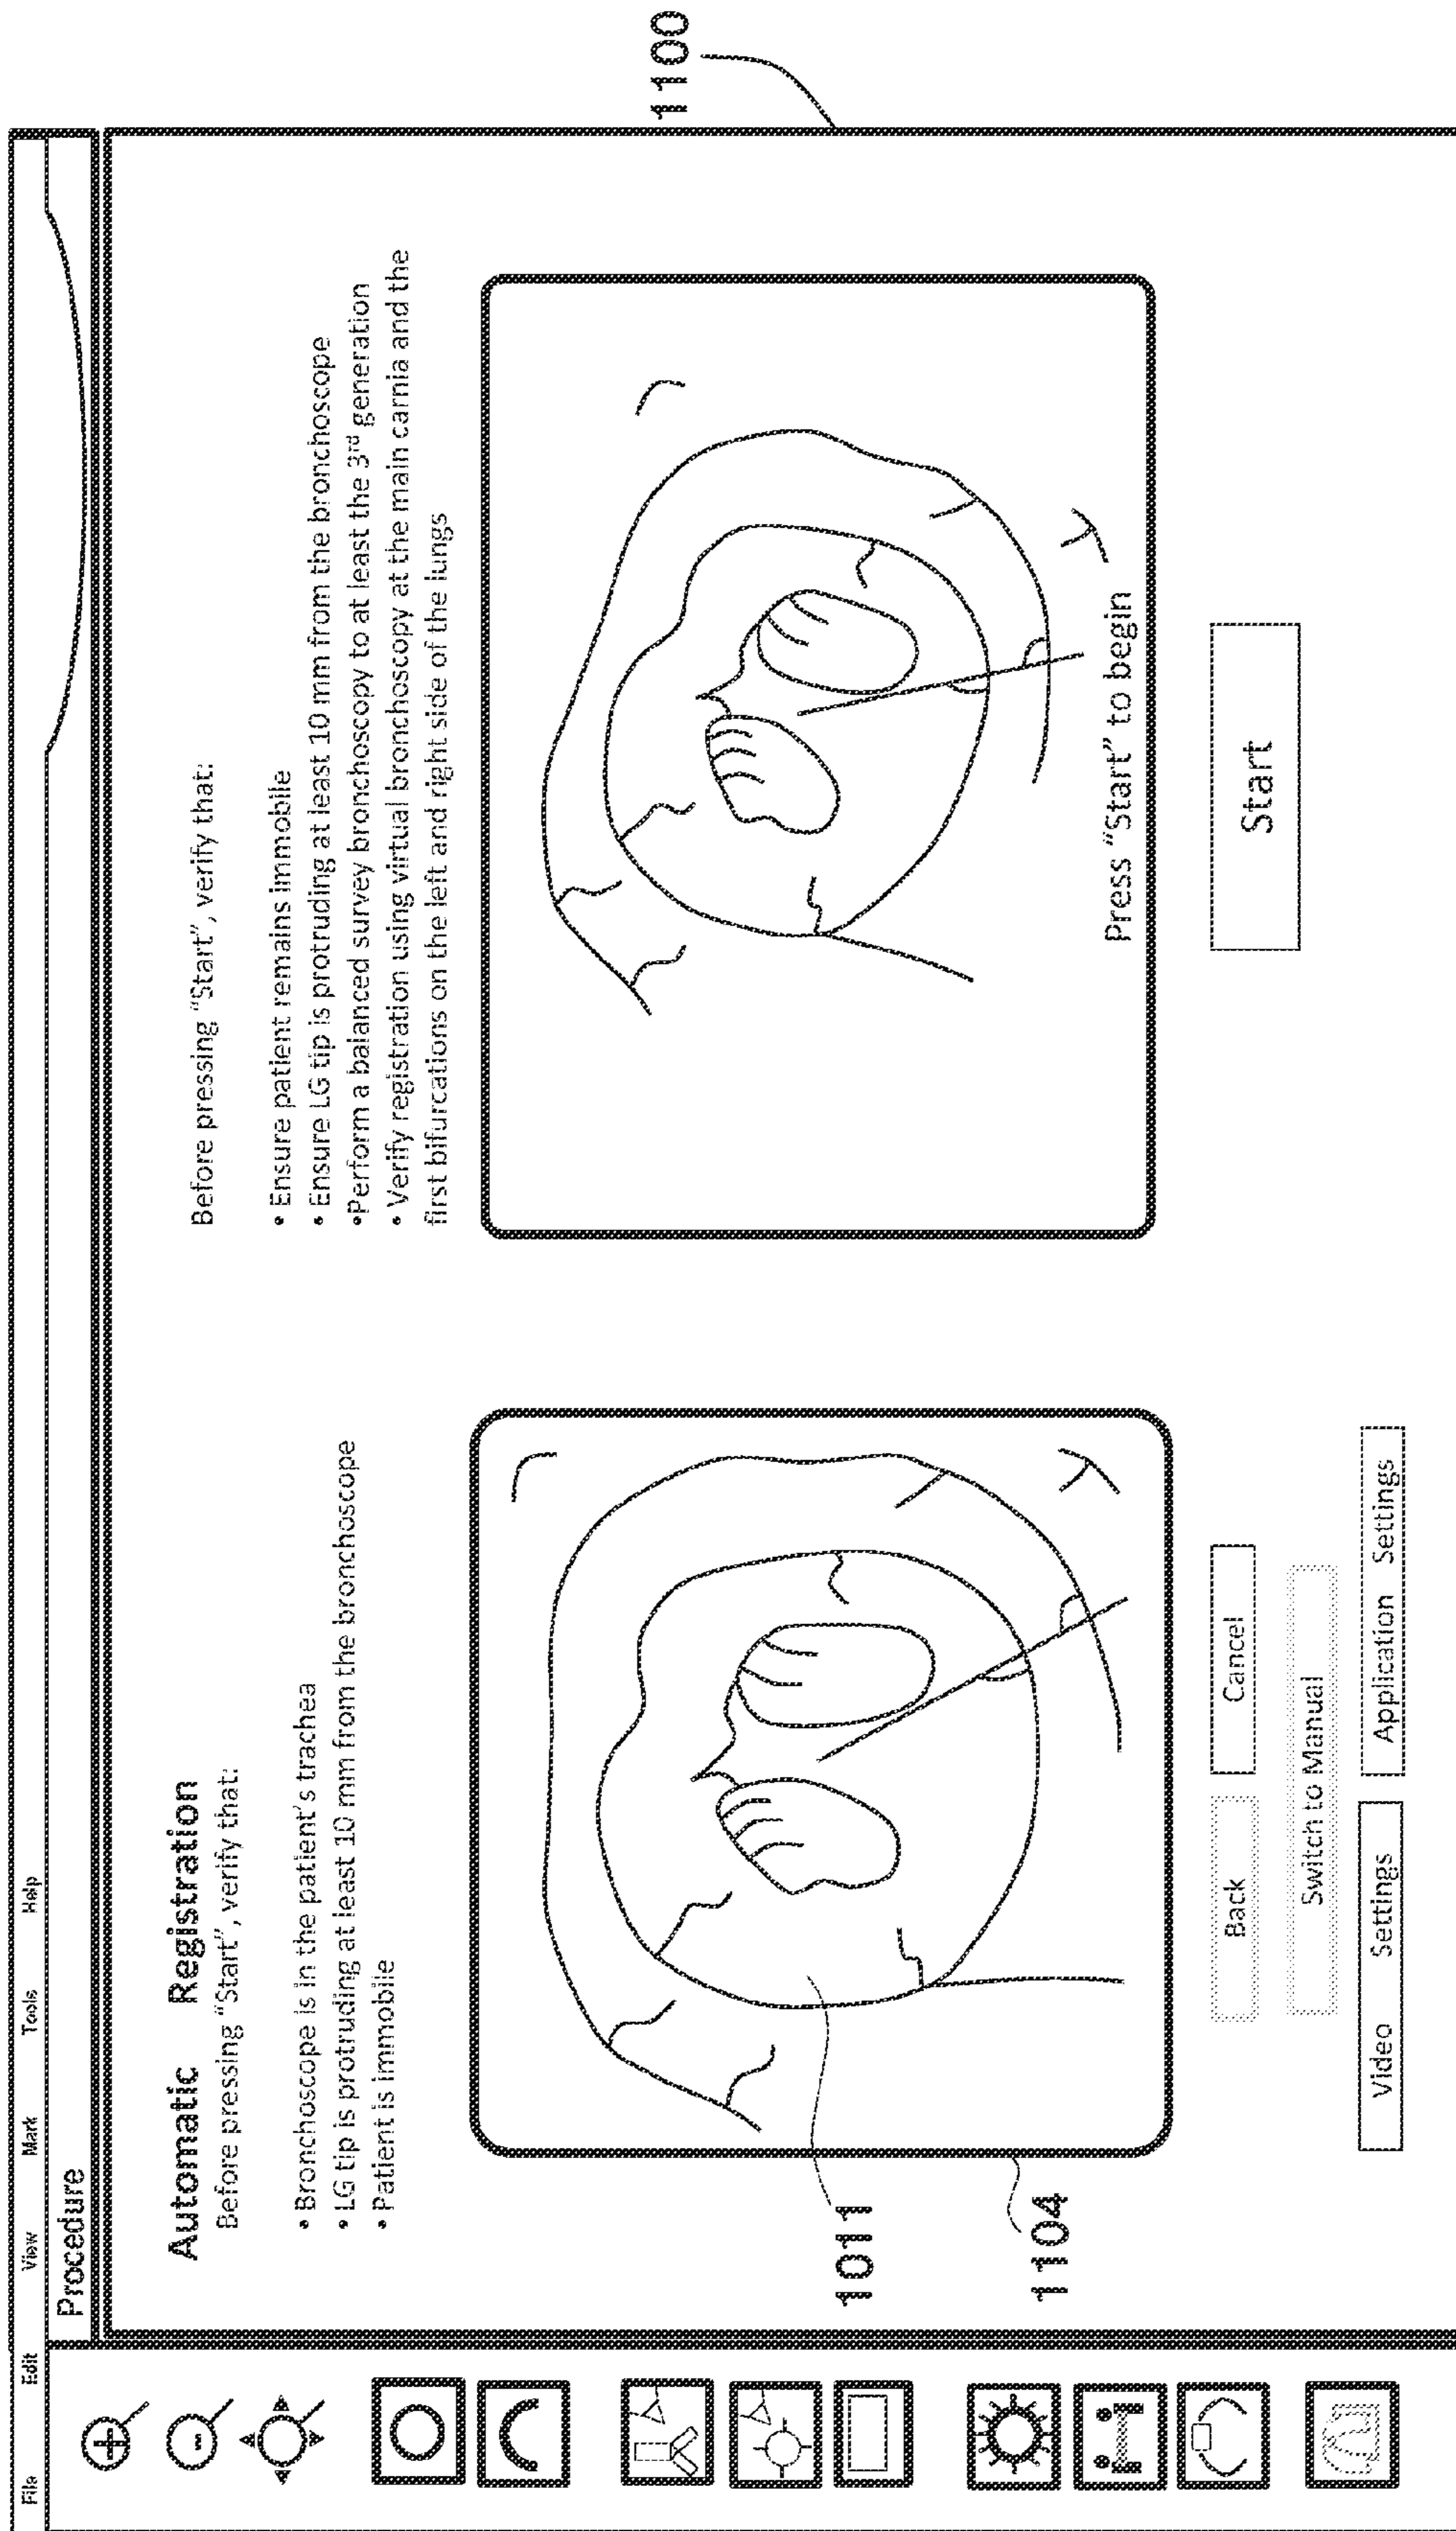 File Edit View Mark Tools Help
Procedure
Automatic Registration
Before pressing "Start", verify that:
• Bronchoscope is in the patient's trachea
• LG tip is protruding at least 10 mm from the bronchoscope
• Patient is immobile
1011
1104
Back Cancel
Switch to Manual
Video Settings Application Settings
Before pressing "Start", verify that:
• Ensure patient remains immobile
• Ensure LG tip is protruding at least 10 mm from the bronchoscope
•Perform a balanced survey bronchoscopy to at least the 3rd generation
• Verify registration using virtual bronchoscopy at the main carnia and the
first bifurcations on the left and right side of the lungs
Press "Start" to begin
Start
1100